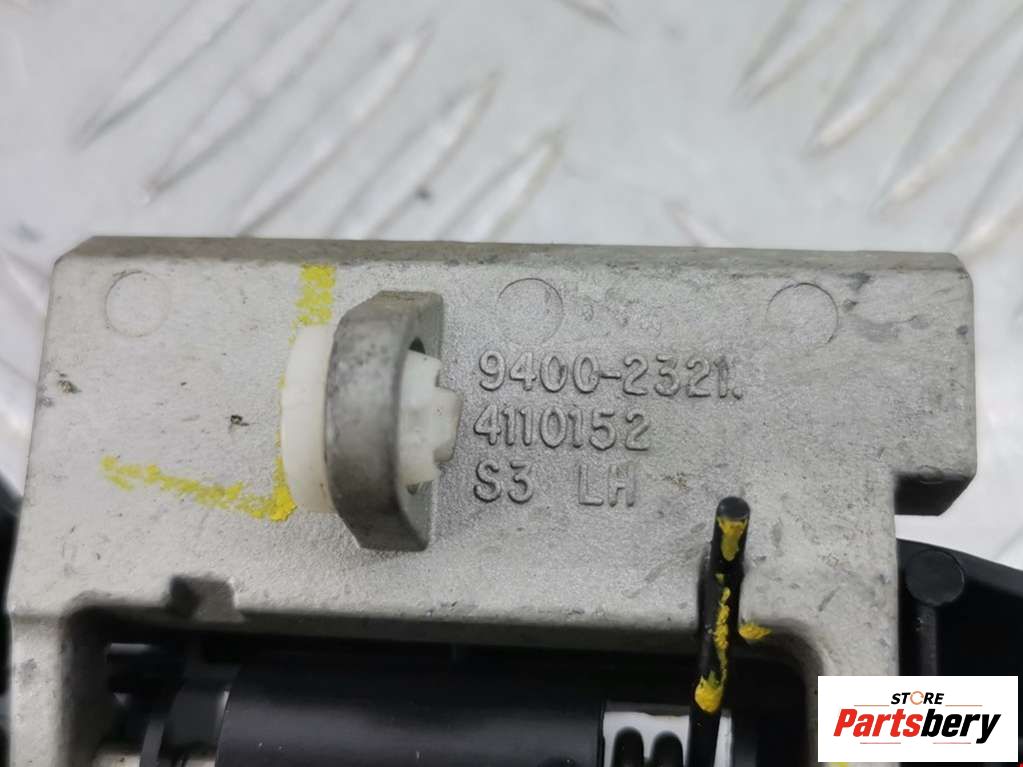 9400-2321.
4110152
S3 LH
STORE
Partsbery